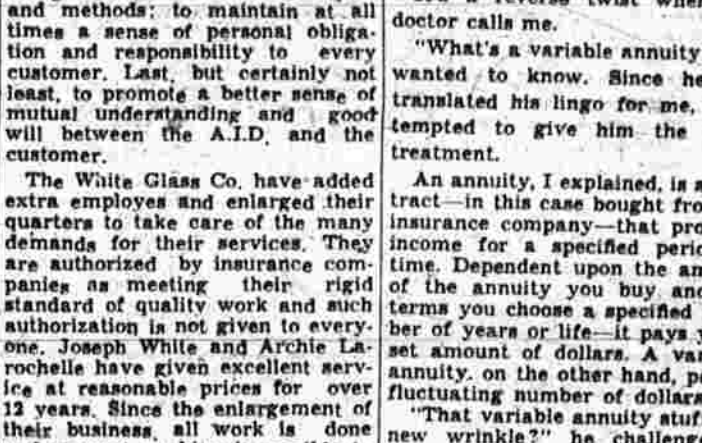 and methods; to maintain at all
times a sense of personal obliga-
tion and responsibility to every
customer. Last, but certainly not
least, to promote a better sense of
mutual understanding and good
will between the A.I.D. and the
customer.
The White Glass Co. have added
extra employes and enlarged their
quarters to take care of the many
demands for their services. They
are authorized by insurance com-
panies as meeting their rigid
standard of quality work and such
authorization is not given to every-
one. Joseph White and Archie La-
rochelle have given excellent serv-
ice at reasonable prices for over
12 years. Since the enlargement of
their business, all work is done
a reverse twist when
doctor calls me.
"What's a variable annuity
wanted to know. Since he
translated his lingo for me,
tempted to give him the
treatment.
An annuity, I explained, is a
tract—in this case bought fro
insurance company—that pro
income for a specified perio
time. Dependent upon the am
of the annuity you buy and
terms you choose a specified
ber of years or life—it pays y
set amount of dollars. A var
annuity, on the other hand, p
fluctuating number of dollars
"That variable annuity stuf
new wrinkle?" he challenge